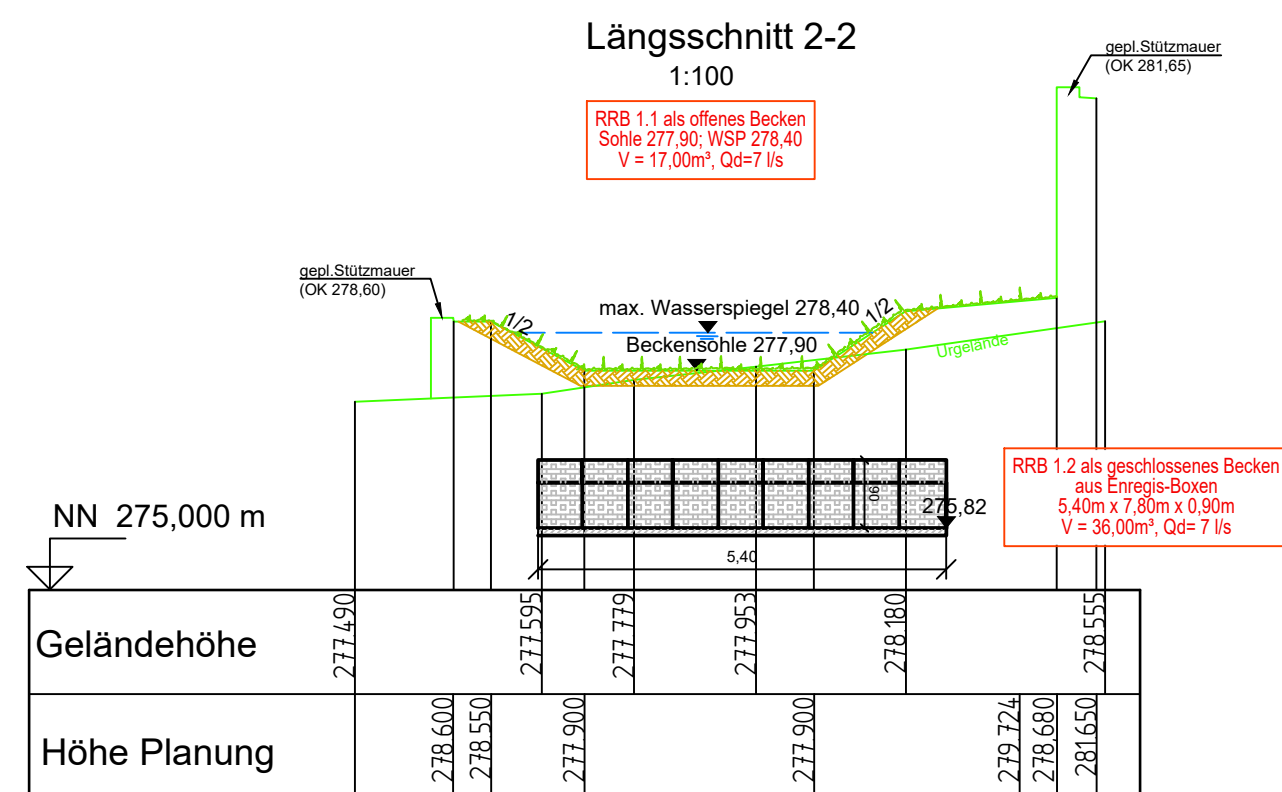 Längsschnitt 2-2
1:100
RRB 1.1 als offenes Becken
Sohle 277,90; WSP 278,40
V = 17,00m³, Qd=7 l/s
gepl.Stützmauer
(OK 281,65)
gepl.Stützmauer
(OK 278,60)
1/2
max. Wasserspiegel 278,40
1/2
Beckensohle 277,90
Urgelände
RRB 1.2 als geschlossenes Becken
aus Enregis-Boxen
5,40m x 7,80m x 0,90m
V = 36,00m³, Qd= 7 l/s
90
275,82
5,40
NN 275,000 m
Geländehöhe
277.490
277.595
277.779
277.953
278.180
278.555
Höhe Planung
278.600
278.550
277.900
277.900
279.724
278,680
281.650